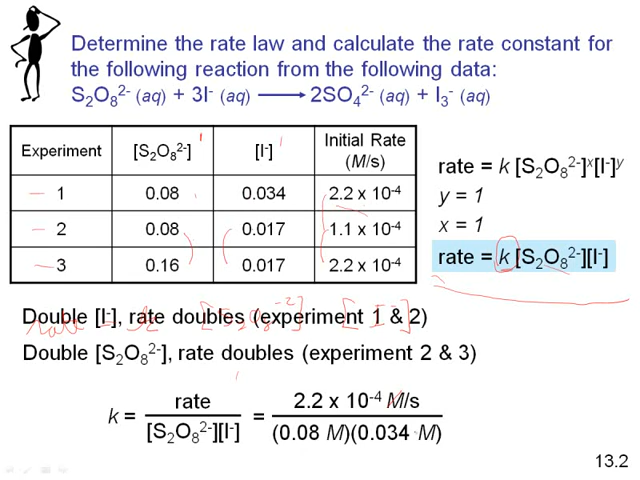 Determine the rate law and calculate the rate constant for
the following reaction from the following data:
S₂O₈²⁻ (aq) + 3I⁻ (aq) ⟶ 2SO₄²⁻ (aq) + I₃⁻ (aq)
Experiment [S₂O₈²⁻] [I⁻] Initial Rate (M/s)
1 0.08 0.034 2.2 x 10⁻⁴
2 0.08 0.017 1.1 x 10⁻⁴
3 0.16 0.017 2.2 x 10⁻⁴
rate = k [S₂O₈²⁻]ˣ[I⁻]ʸ
y = 1
x = 1
rate = k [S₂O₈²⁻][I⁻]
Double [I⁻], rate doubles (experiment 1 & 2)
rate = k [S₂O₈⁻²] [I⁻]
Double [S₂O₈²⁻], rate doubles (experiment 2 & 3)
k = rate / [S₂O₈²⁻][I⁻] = 2.2 x 10⁻⁴ M/s / (0.08 M)(0.034 M)
13.2